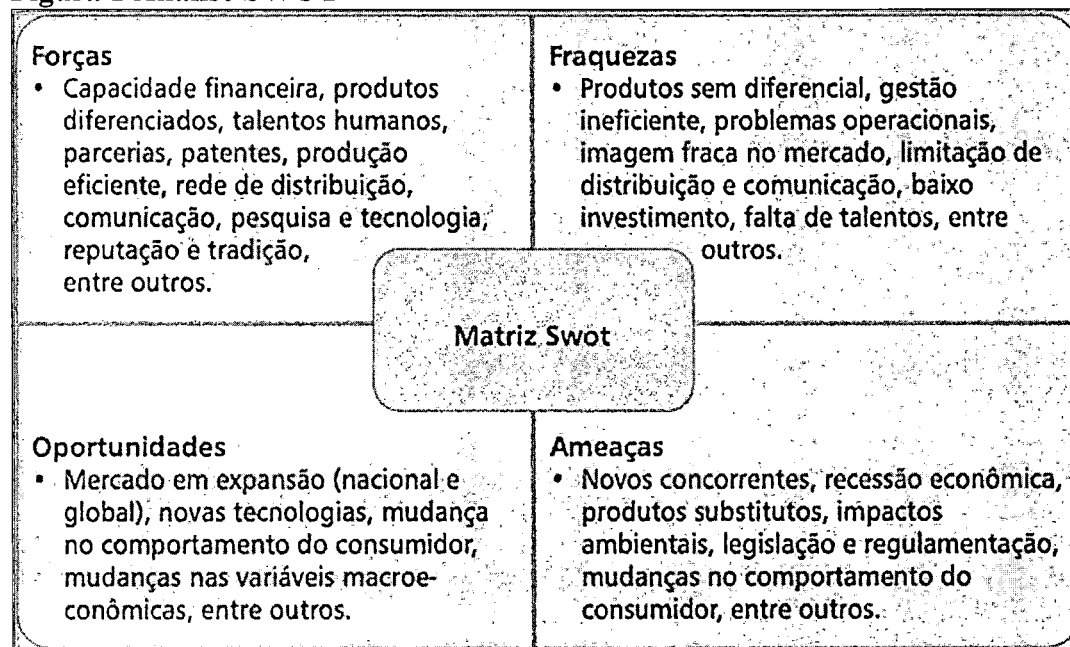 Forças
• Capacidade financeira, produtos
diferenciados, talentos humanos,
parcerias, patentes, produção
eficiente, rede de distribuição,
comunicação, pesquisa e tecnologia,
reputação e tradição,
entre outros.
Fraquezas
• Produtos sem diferencial, gestão
ineficiente, problemas operacionais,
imagem fraca no mercado, limitação de
distribuição e comunicação, baixo
investimento, falta de talentos, entre
outros.
Matriz Swot
Oportunidades
• Mercado em expansão (nacional e
global), novas tecnologias, mudança
no comportamento do consumidor,
mudanças nas variáveis macroe-
conômicas, entre outros.
Ameaças
• Novos concorrentes, recessão econômica,
produtos substitutos, impactos
ambientais, legislação e regulamentação,
mudanças no comportamento do
consumidor, entre outros.